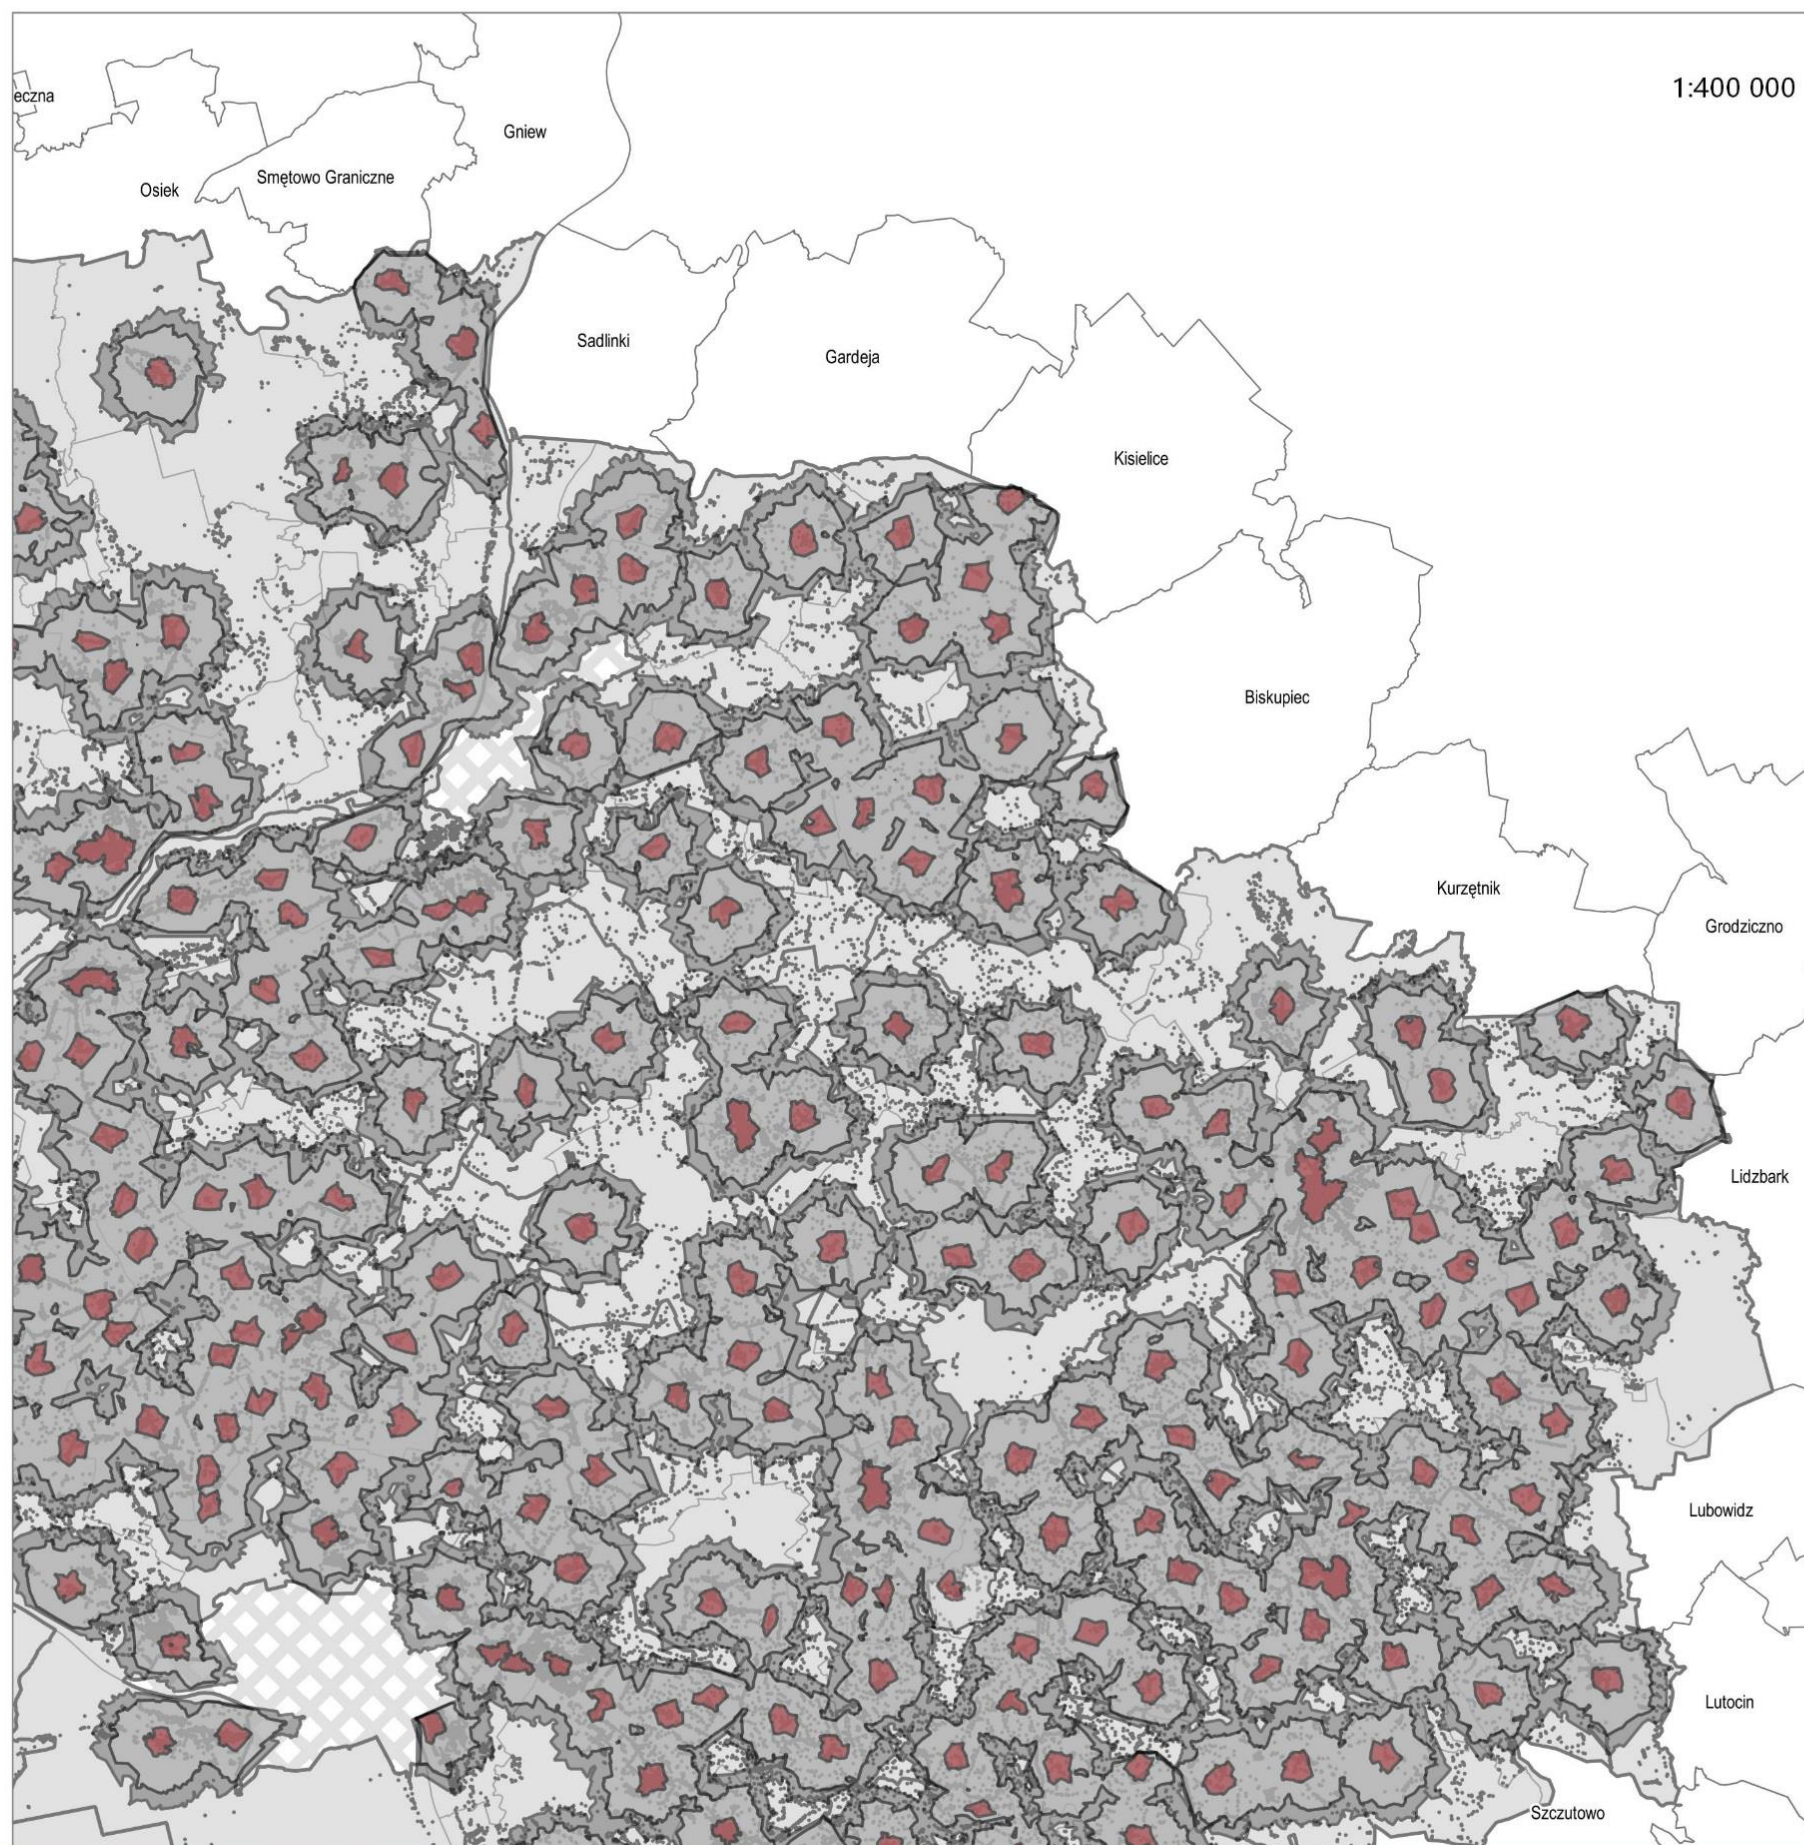 1:400 000
eczna
Gniew
Smętowo Graniczne
Osiek
Sadlinki
Gardeja
Kisielice
Biskupiec
Kurzętnik
Grodziczno
Lidzbark
Lubowidz
Lutocin
Szczutowo